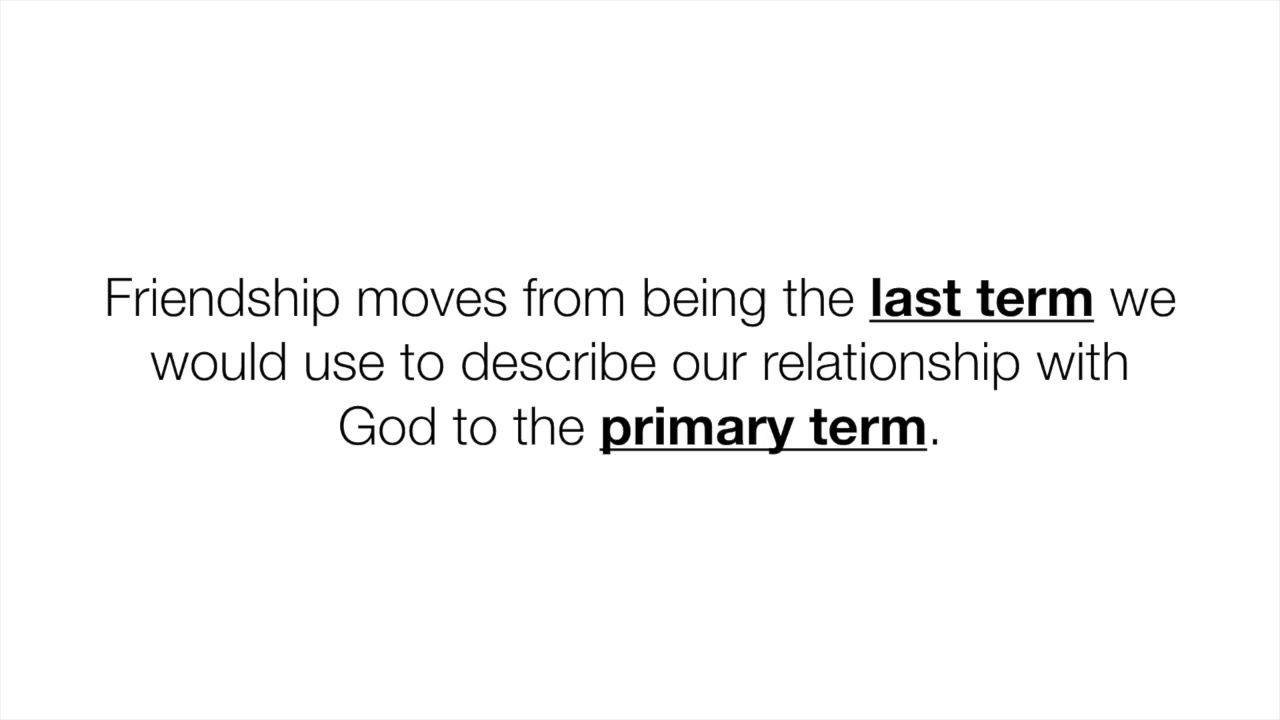 Friendship moves from being the last term we
would use to describe our relationship with
God to the primary term.